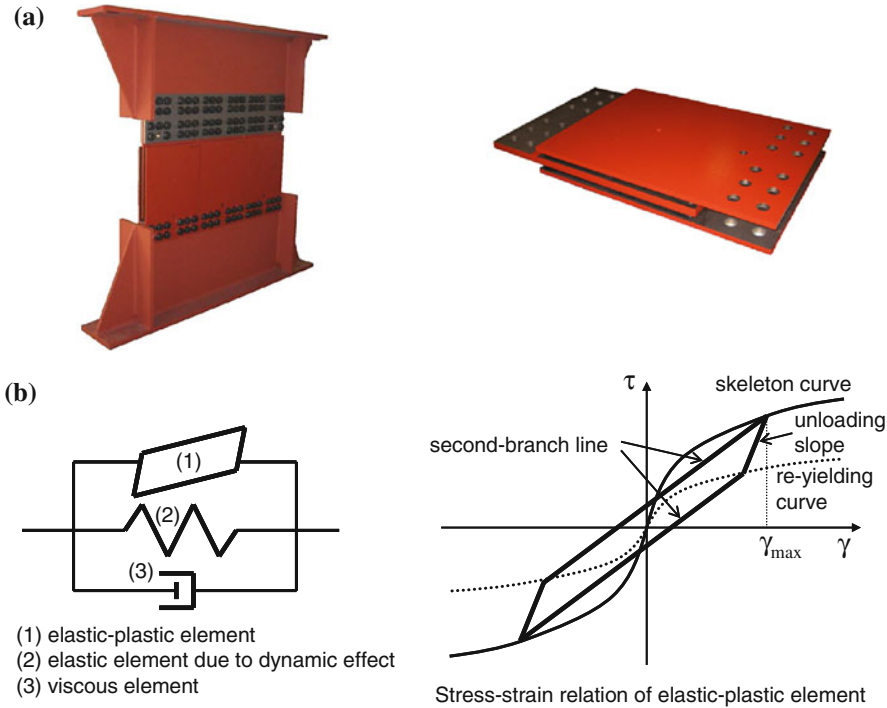 (a)
(b)
(1)
(2)
(3)
(1) elastic-plastic element
(2) elastic element due to dynamic effect
(3) viscous element
τ
skeleton curve
second-branch line
unloading
slope
re-yielding
curve
γmax
γ
Stress-strain relation of elastic-plastic element